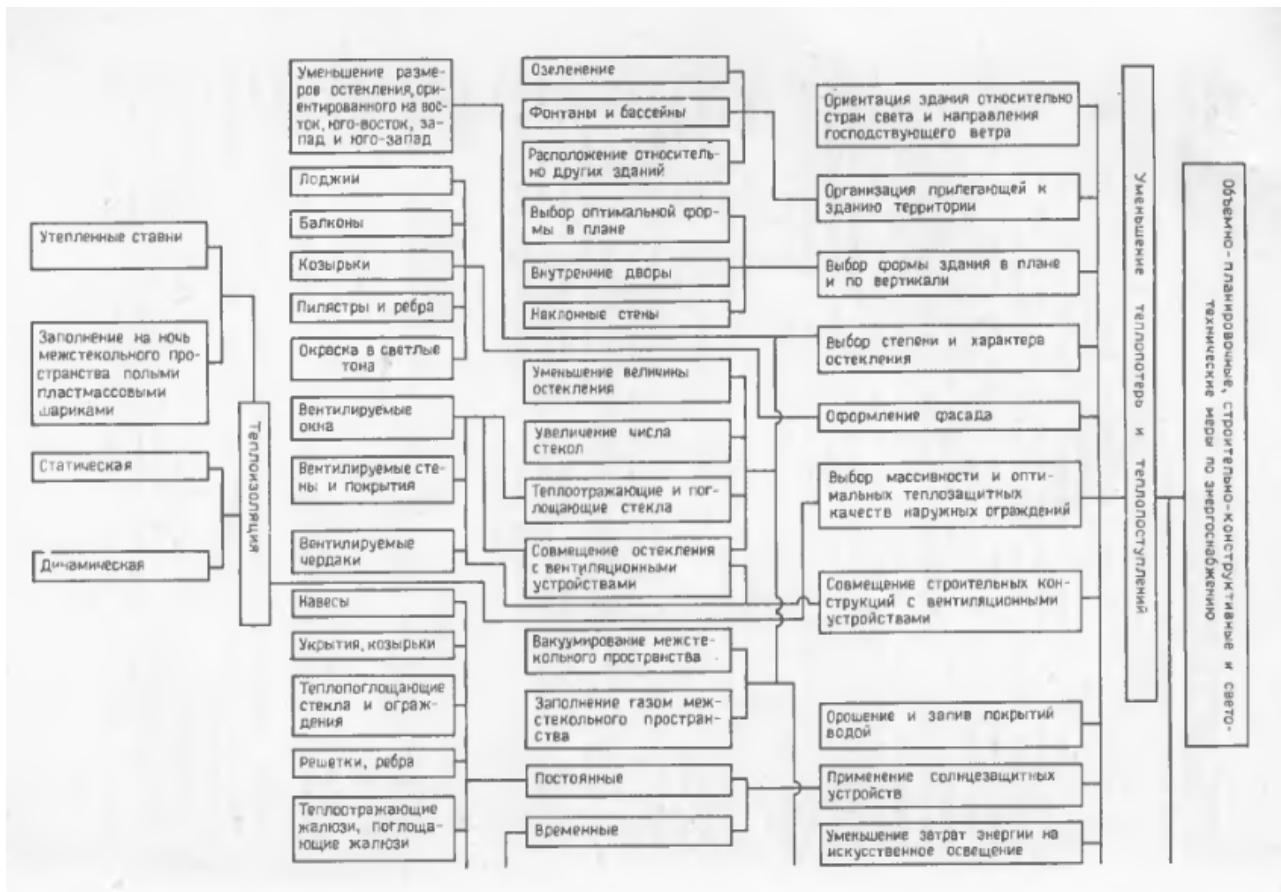 Утепленные ставни
Заполнение на ночь
межстекольного про-
странства полыми
пластмассовыми
шариками
Статическая
Динамическая
Теплоизоляция
Уменьшение разме-
ров остекления, ори-
ентированного на вос-
ток, юго-восток, за-
пад и юго-запад
Лоджии
Балконы
Козырьки
Пилястры и ребра
Окраска в светлые
тона
Вентилируемые
окна
Вентилируемые сте-
ны и покрытия
Вентилируемые
чердаки
Навесы
Укрытия, козырьки
Теплопоглощающие
стекла и ограж-
дения
Решетки, ребра
Теплоотражающие
жалюзи, поглоща-
ющие жалюзи
Озеленение
Фонтаны и бассейны
Расположение относитель-
но других зданий
Выбор оптимальной фор-
мы в плане
Внутренние дворы
Наклонные стены
Уменьшение величины
остекления
Увеличение числа
стекол
Теплоотражающие и пог-
лощающие стекла
Совмещение остекления
с вентиляционными
устройствами
Вакуумирование межсте-
кольного пространства
Заполнение газом меж-
стекольного простран-
ства
Постоянные
Временные
Ориентация здания относительно
стран света и направления
господствующего ветра
Организация прилегающей к
зданию территории
Выбор формы здания в плане
и по вертикали
Выбор степени и характера
остекления
Оформление фасада
Выбор массивности и опти-
мальных теплозащитных
качеств наружных ограждений
Совмещение строительных кон-
струкций с вентиляционными
устройствами
Орошение и залив покрытий
водой
Применение солнцезащитных
устройств
Уменьшение затрат энергии на
искусственное освещение
Уменьшение теплопотерь и теплопоступлений
Объемно-планировочные, строительно-конструктивные и свето-
технические меры по энергоснабжению